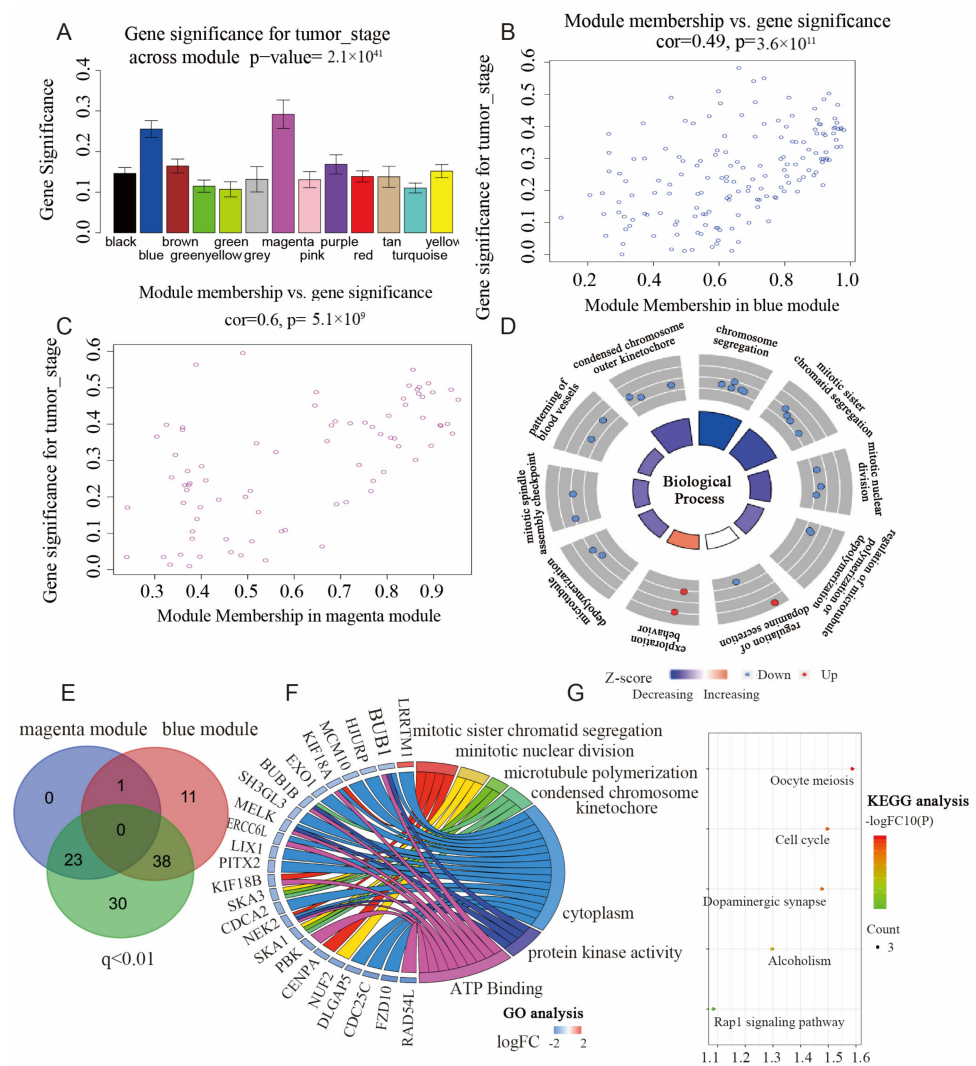 A
Gene significance for tumor_stage
across module p-value= 2.1×10⁴¹
Gene Significance
0.0
0.1
0.2
0.3
0.4
black
blue
brown
greenyellow
green
grey
magenta
pink
purple
red
tan
turquoise
yellow
B
Module membership vs. gene significance
cor=0.49, p=3.6×10¹¹
Gene significance for tumor_stage
0.0
0.1
0.2
0.3
0.4
0.5
0.6
0.2
0.4
0.6
0.8
1.0
Module Membership in blue module
C
Module membership vs. gene significance
cor=0.6, p= 5.1×10⁹
Gene significance for tumor_stage
0.0
0.1
0.2
0.3
0.4
0.5
0.6
0.3
0.4
0.5
0.6
0.7
0.8
0.9
Module Membership in magenta module
D
chromosome
segregation
mitotic sister
chromatid segregation
mitotic nuclear
division
regulation of microtubule
polymerization or
depolymerization
regulation of
dopamine secretion
exploration
behavior
microtubule
depolymerization
mitotic spindle
assembly checkpoint
patterning of
blood vessels
condensed chromosome
outer kinetochore
Biological
Process
Z-score
Decreasing Increasing
Down
Up
E
magenta module
blue module
0
1
11
0
23
38
30
q<0.01
F
LRRTM1
BUB1
HJURP
MCM10
KIF18A
EXO1
BUB1B
SH3GL3
MELK
ERCC6L
LIX1
PITX2
KIF18B
SKA3
CDCA2
NEK2
SKA1
PBK
CENPA
NUF2
DLGAP5
CDC25C
FZD10
RAD54L
mitotic sister chromatid segregation
minitotic nuclear division
microtubule polymerization
condensed chromosome
kinetochore
cytoplasm
protein kinase activity
ATP Binding
GO analysis
logFC
-2 2
G
Oocyte meiosis
Cell cycle
Dopaminergic synapse
Alcoholism
Rap1 signaling pathway
1.1
1.2
1.3
1.4
1.5
1.6
KEGG analysis
-logFC10(P)
Count
3